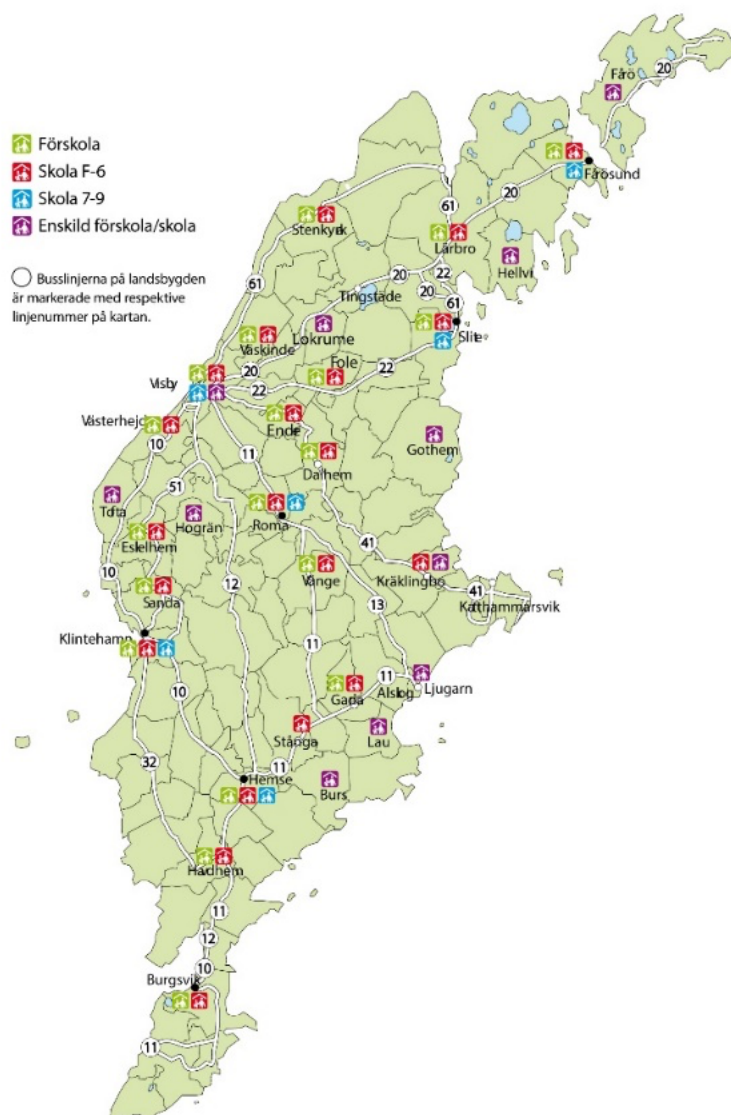 Fårö
20
Förskola
Skola F-6
Skola 7-9
Enskild förskola/skola
Fårösund
20
61
Stenkyrka
Lärbro
Hellvi
Busslinjerna på landsbygden
är markerade med respektive
linjenummer på kartan.
20
22
61
Tingstäde
20
61
Slite
Väskinde
Lokrume
Fole
Visby
20
22
22
Västerhejde
Endre
10
11
Gothem
Dalhem
51
Tofta
Hogrän
Roma
Eskelhem
41
10
12
Vänge
Kräklingbo
41
Sanda
13
Katthammarsvik
Klintehamn
11
10
11
Ljugarn
Garda
Alskog
Stånga
Lau
32
11
Hemse
Burs
Havdhem
11
12
10
Burgsvik
11